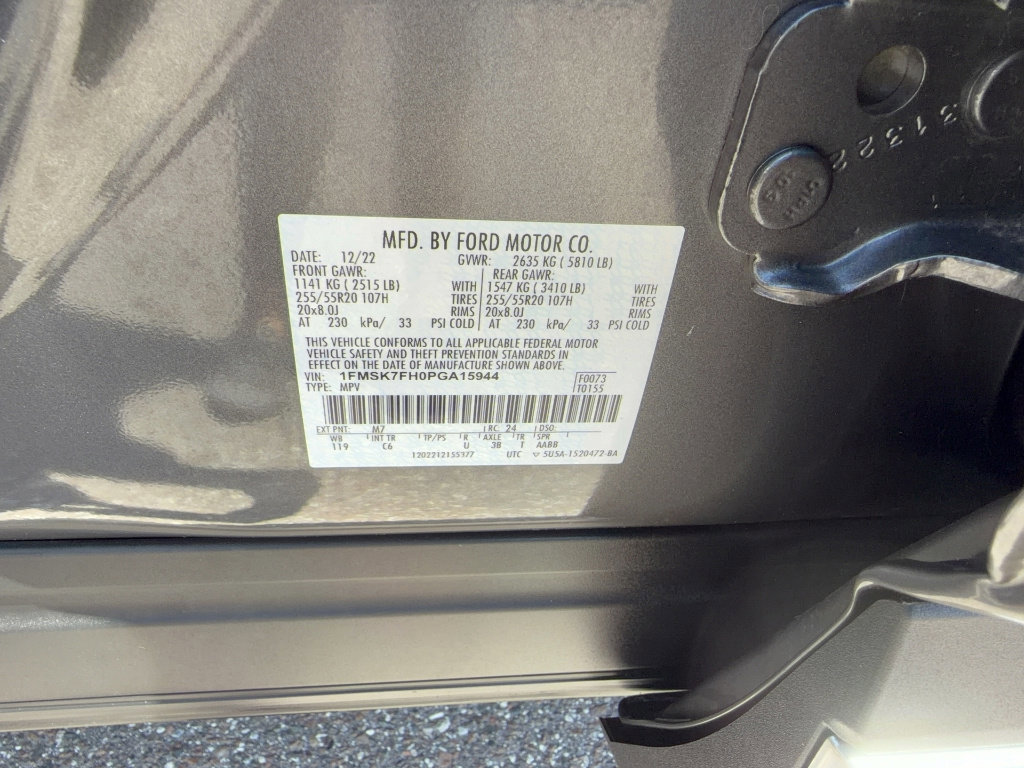 MFD. BY FORD MOTOR CO.
DATE: 12/22 GVWR: 2635 KG ( 5810 LB)
FRONT GAWR: REAR GAWR:
1141 KG ( 2515 LB) WITH 1547 KG ( 3410 LB) WITH
255/55R20 107H TIRES 255/55R20 107H TIRES
20x8.0J RIMS 20x8.0J RIMS
AT 230 kPa/ 33 PSI COLD AT 230 kPa/ 33 PSI COLD
THIS VEHICLE CONFORMS TO ALL APPLICABLE FEDERAL MOTOR
VEHICLE SAFETY AND THEFT PREVENTION STANDARDS IN
EFFECT ON THE DATE OF MANUFACTURE SHOWN ABOVE.
VIN: 1FMSK7FH0PGA15944 F0073
TYPE: MPV T0155
EXT PNT: M7 RC: 24 DSO:
WB INT TR TP/PS R AXLE TR SPR
119 C6 U 3B T AABB
1202212155377 UTC 5U5A-1520472-BA
31322